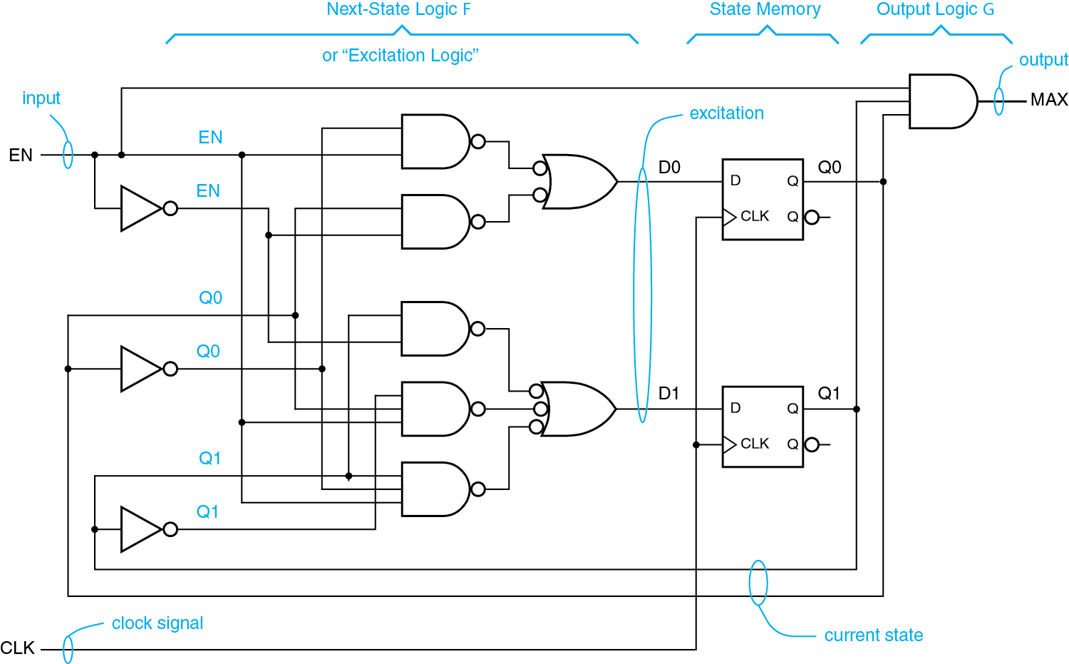 Next-State Logic F
or “Excitation Logic”
State Memory
Output Logic G
output
MAX
input
EN
EN
EN
excitation
D0
D
Q
CLK
Q
Q0
Q0
Q0
D1
D
Q
CLK
Q
Q1
Q1
Q1
CLK
clock signal
current state